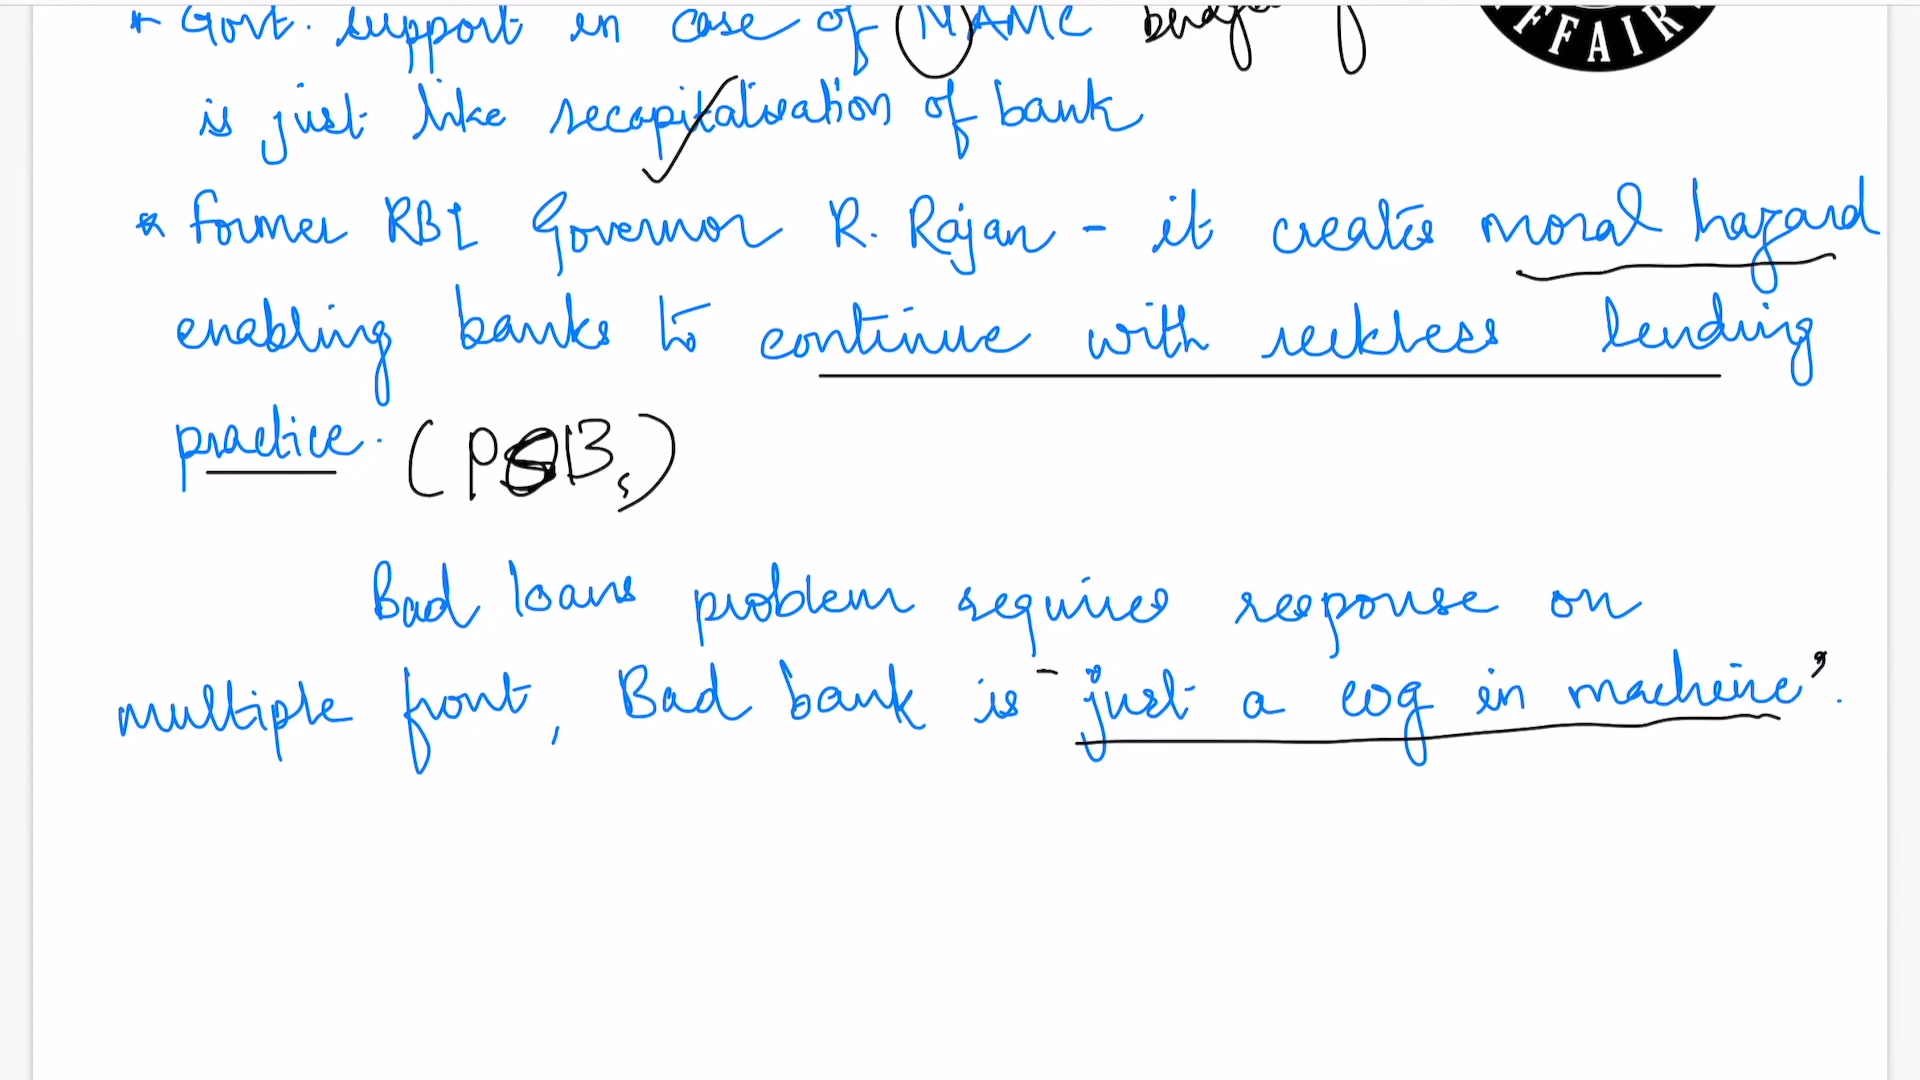 * Govt. support in case of NAMC
FFAIR
is just like recapitalisation of bank
* Former RBI Governor R. Rajan - it creates moral hazard
enabling banks to continue with reckless lending
practice. (PSBs)
Bad loans problem requires response on
multiple front, Bad bank is "just a cog in machine".